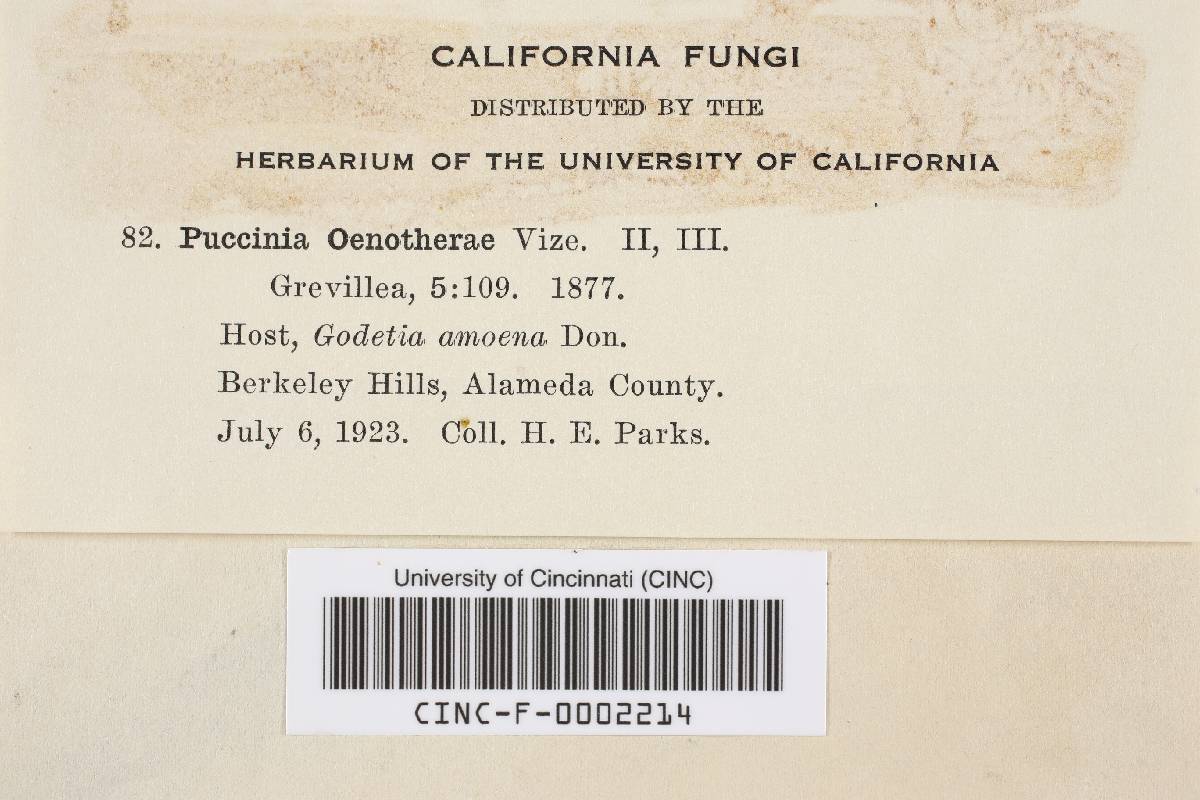 CALIFORNIA FUNGI
DISTRIBUTED BY THE
HERBARIUM OF THE UNIVERSITY OF CALIFORNIA
82. Puccinia Oenotherae Vize. II, III.
Grevillea, 5:109. 1877.
Host, Godetia amoena Don.
Berkeley Hills, Alameda County.
July 6, 1923. Coll. H. E. Parks.
University of Cincinnati (CINC)
CINC-F-0002214